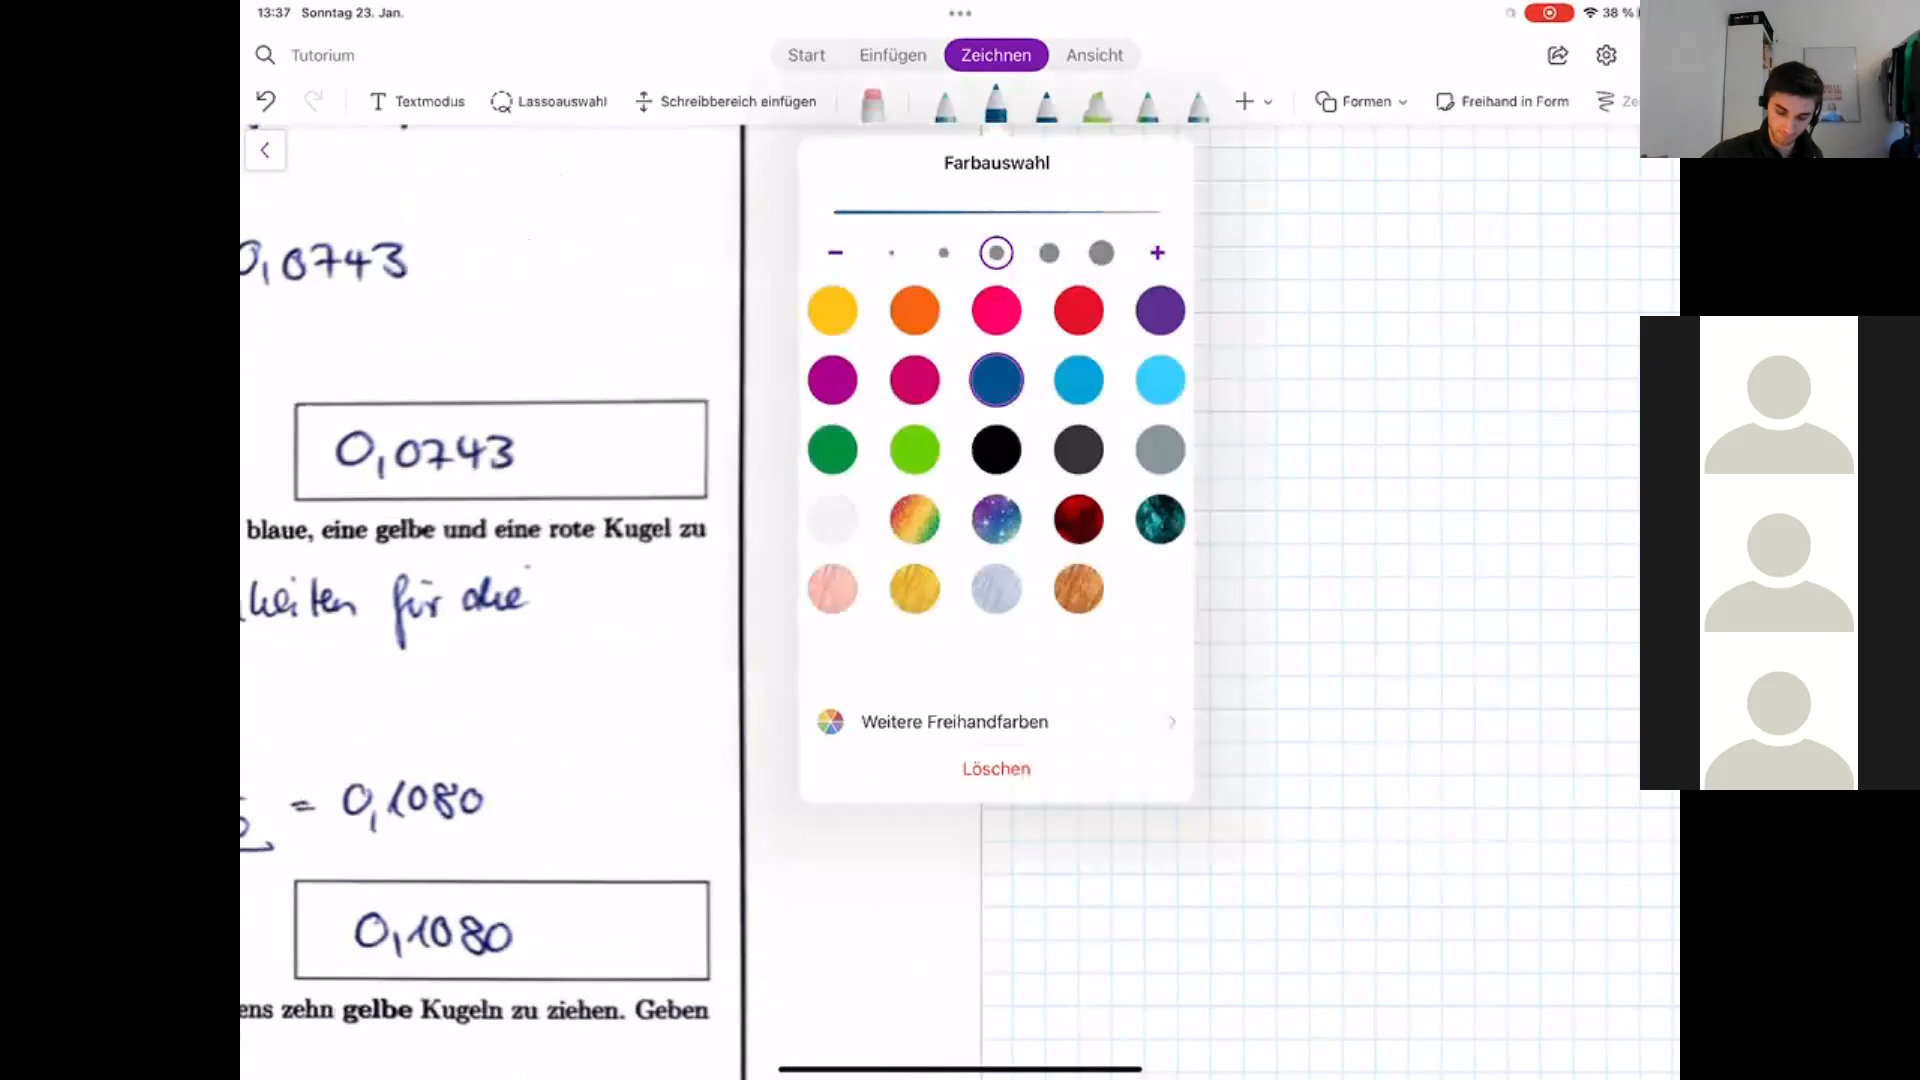 13:37 Sonntag 23. Jan.
38 %
Tutorium
Start Einfügen Zeichnen Ansicht
Textmodus Lassoauswahl Schreibbereich einfügen Formen Freihand in Form
Farbauswahl
Weitere Freihandfarben
Löschen
0,0743
0,0743
blaue, eine gelbe und eine rote Kugel zu
für die
= 0,1080
0,1080
zehn gelbe Kugeln zu ziehen. Geben